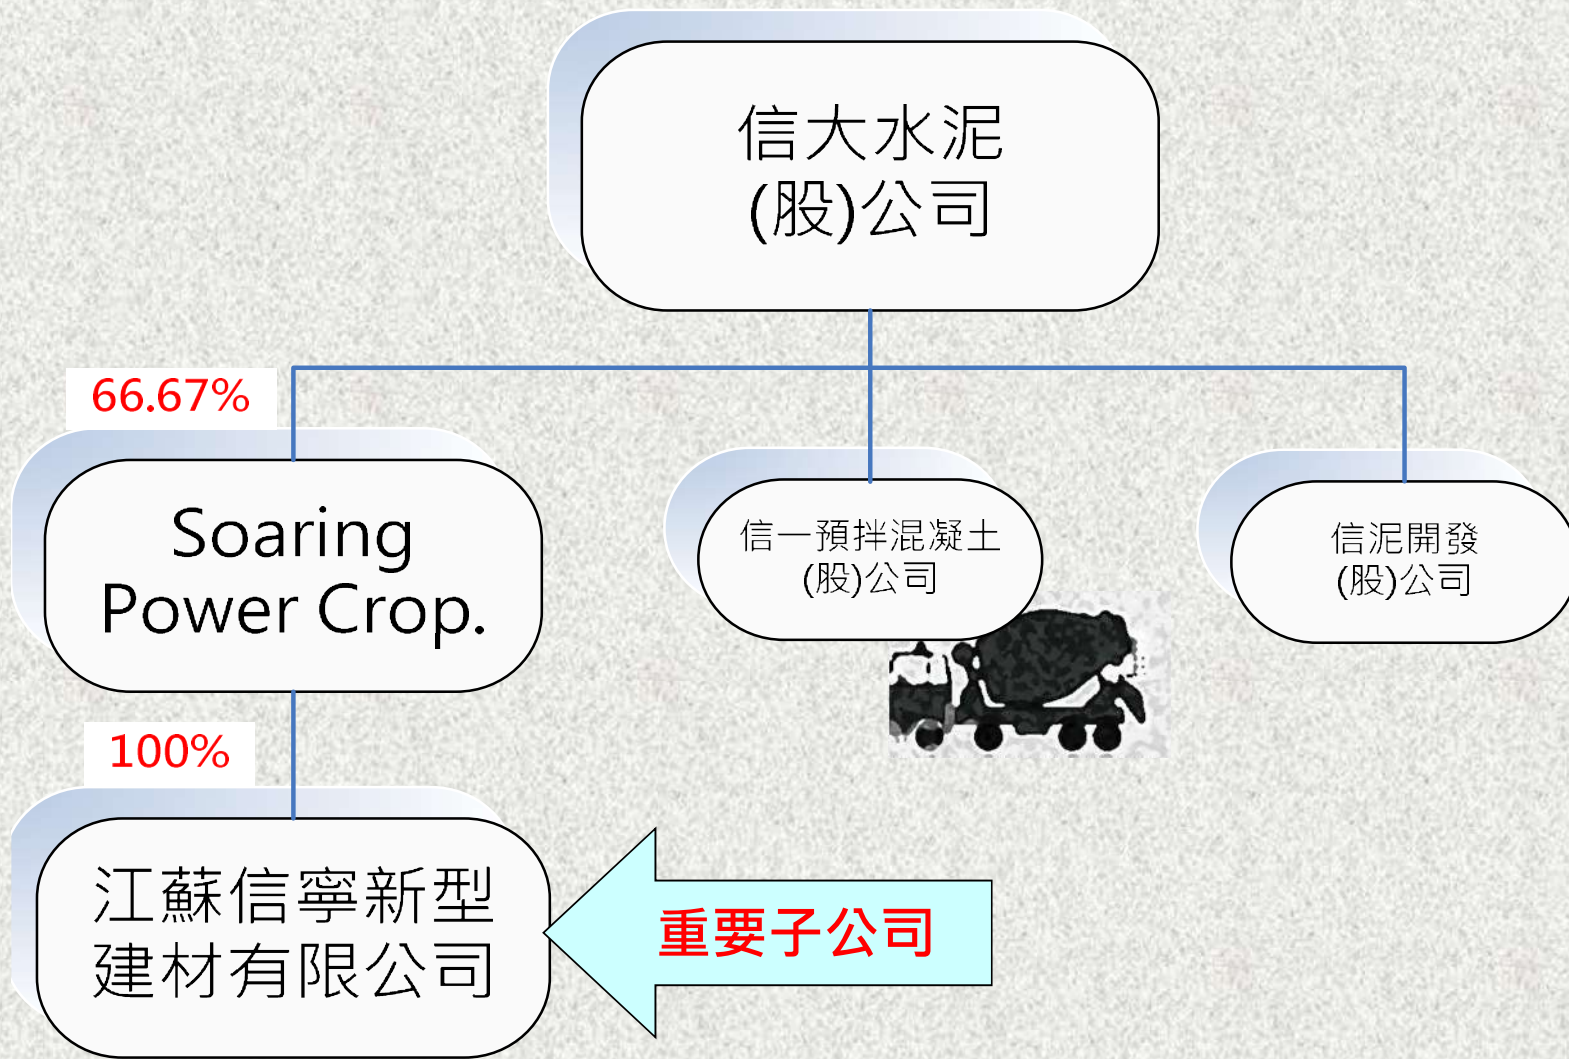 信大水泥
(股)公司
66.67%
Soaring
Power Crop.
信一預拌混凝土
(股)公司
信泥開發
(股)公司
100%
江蘇信寧新型
建材有限公司
重要子公司